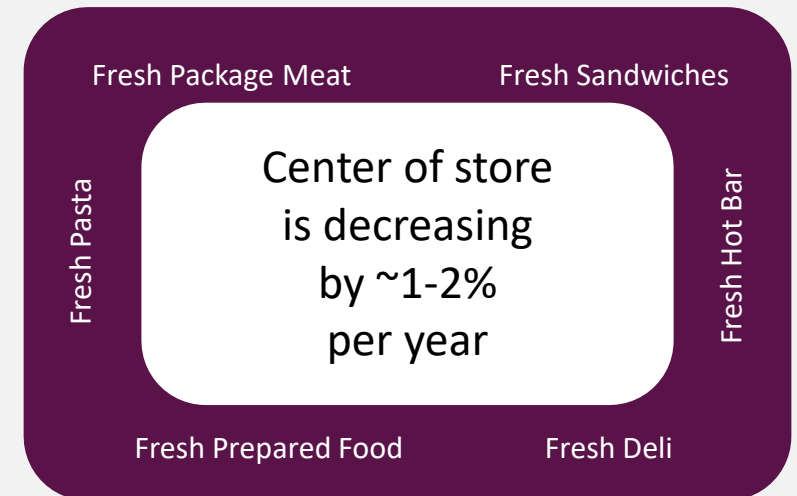 Fresh Package Meat
Fresh Sandwiches
Fresh Pasta
Center of store
is decreasing
by ~1-2%
per year
Fresh Hot Bar
Fresh Prepared Food
Fresh Deli